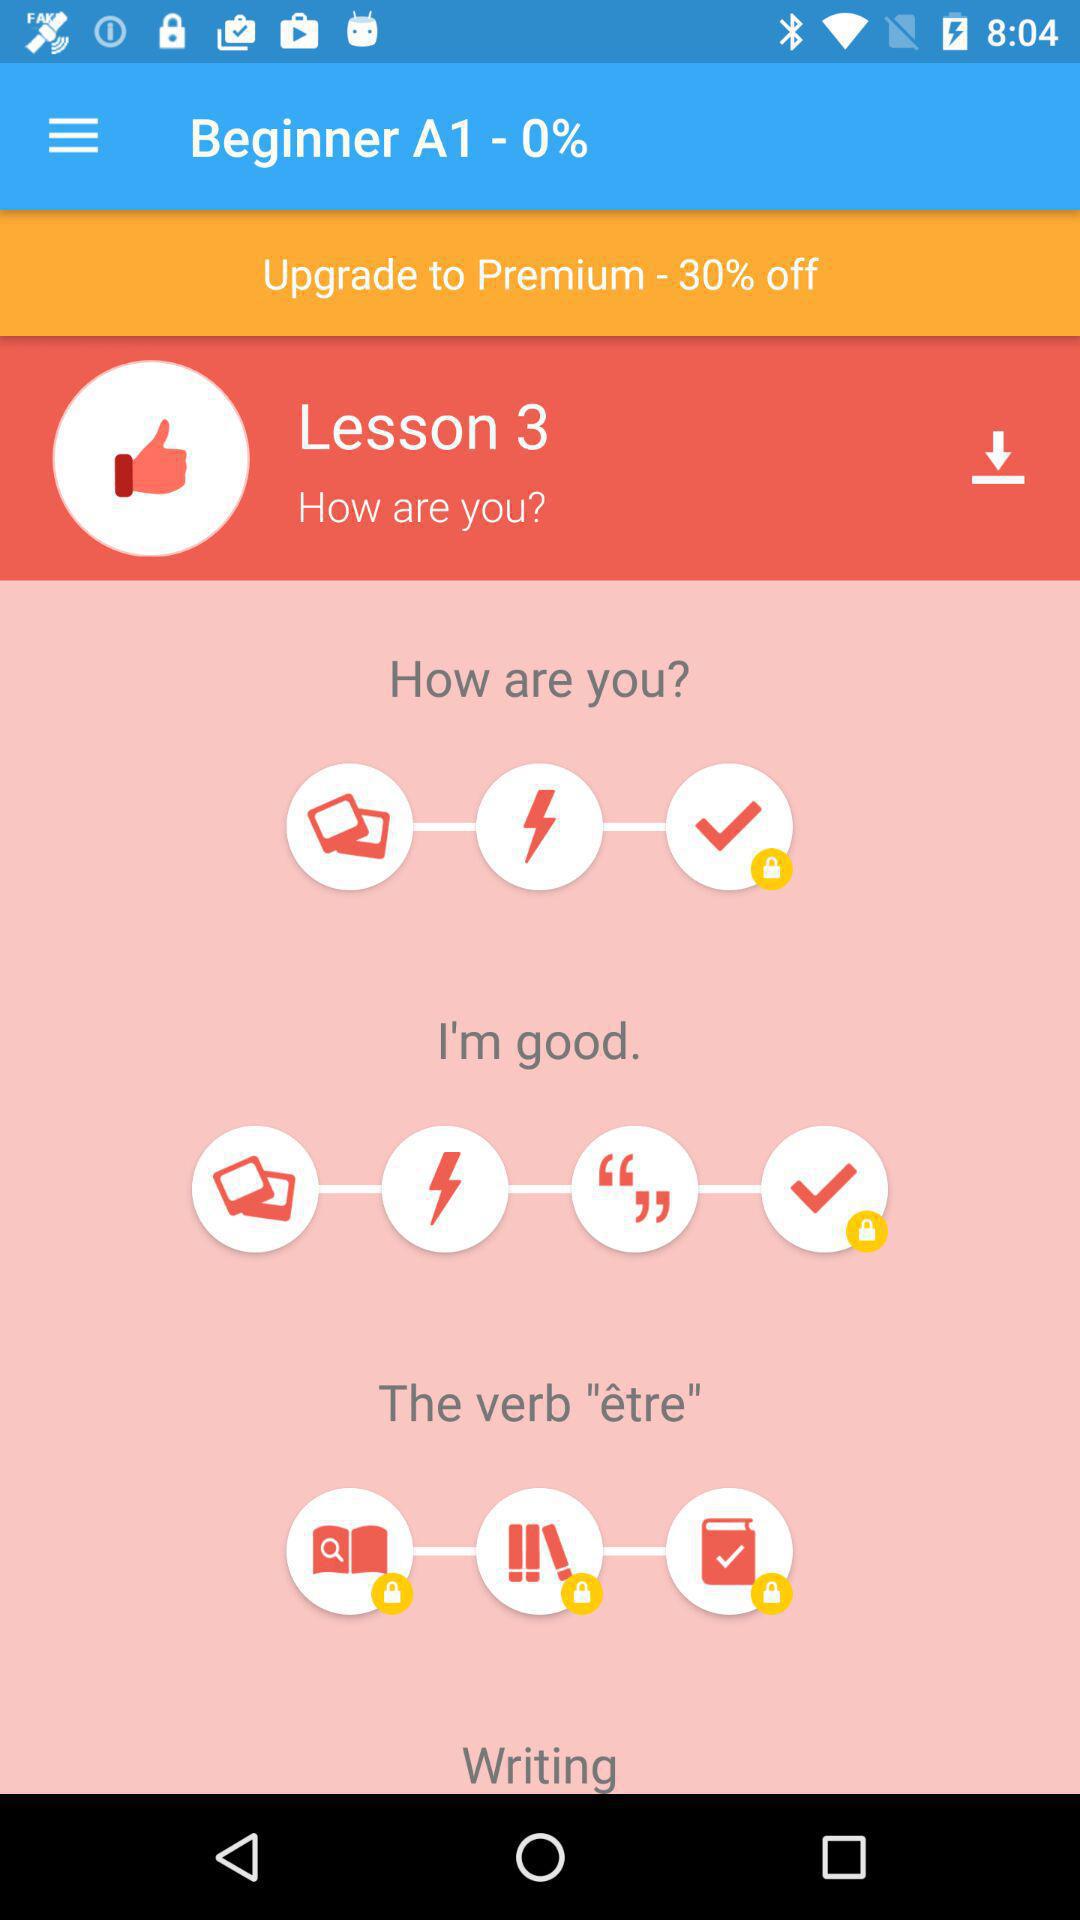 FAKE
8:04
Beginner A1 - 0%
Upgrade to Premium - 30% off
Lesson 3
How are you?
How are you?
I'm good.
The verb "être"
Writing